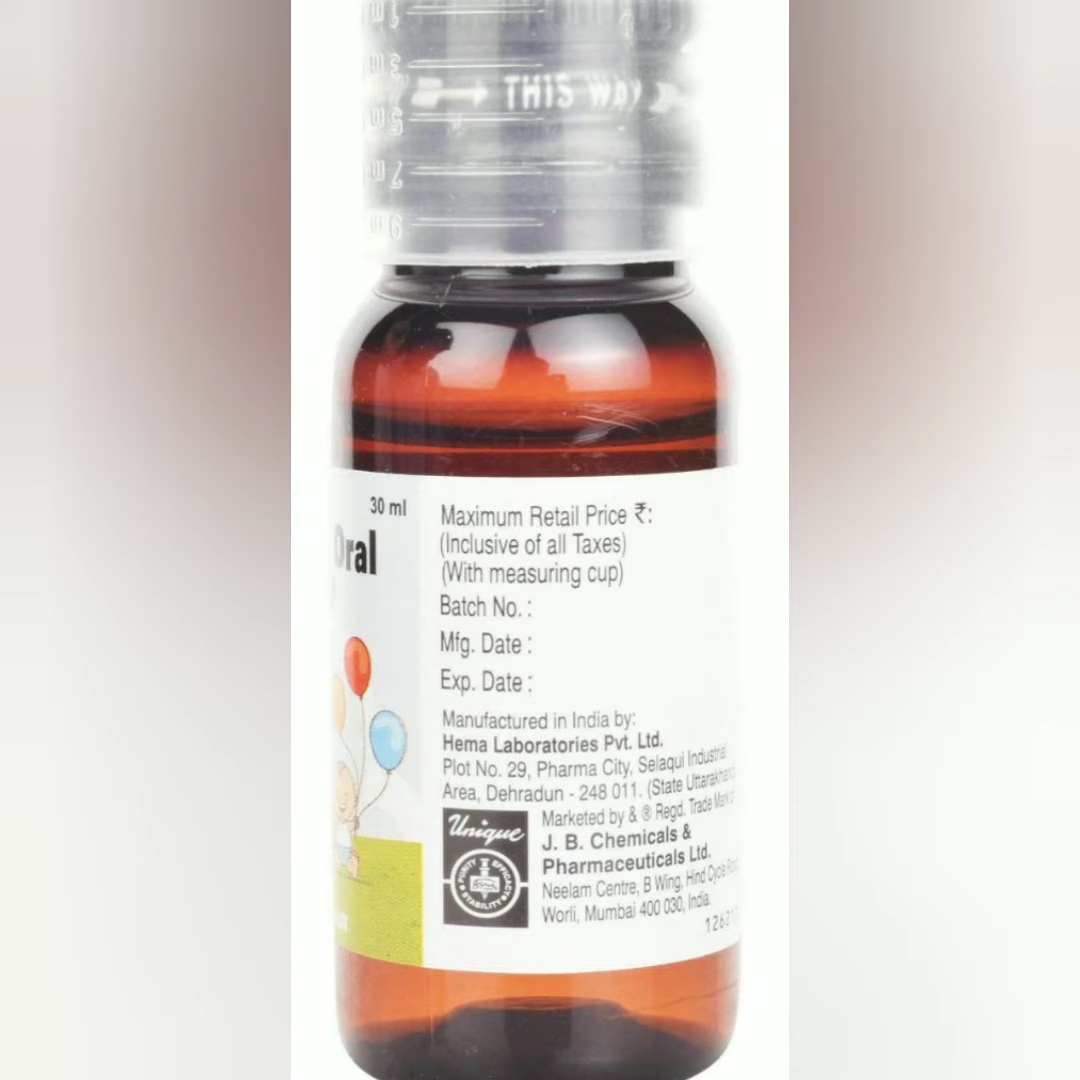 THIS WAY
30 ml
Oral
Maximum Retail Price ₹:
(Inclusive of all Taxes)
(With measuring cup)
Batch No. :
Mfg. Date :
Exp. Date :
Manufactured in India by:
Hema Laboratories Pvt. Ltd.
Plot No. 29, Pharma City, Selaqui Industrial
Area, Dehradun - 248 011. (State Uttarakhand
Marketed by & ® Regd. Trade Mark of
J. B. Chemicals &
Pharmaceuticals Ltd.
Neelam Centre, B Wing, Hind Cycle Road,
Worli, Mumbai 400 030, India.
Unique
PURITY EFFICACY
STABILITY